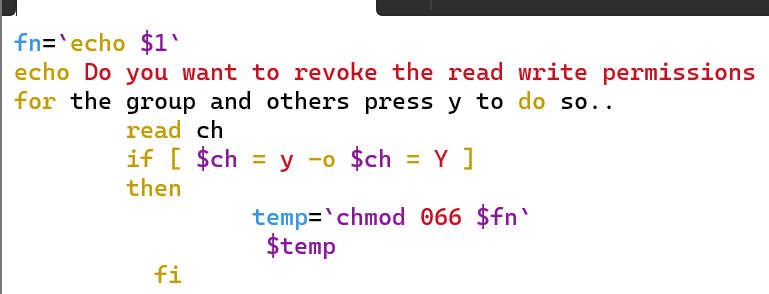 fn=`echo $1`
echo Do you want to revoke the read write permissions
for the group and others press y to do so..
read ch
if [ $ch = y -o $ch = Y ]
then
temp=`chmod 066 $fn`
$temp
fi